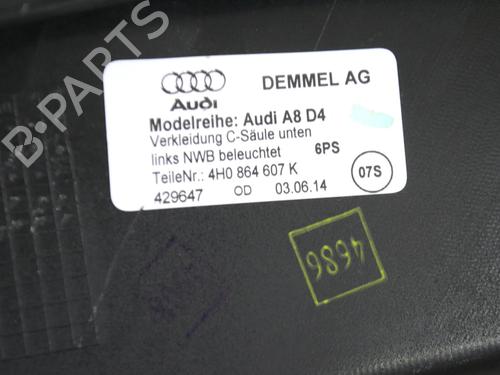 Audi
DEMMEL AG
Modelreihe: Audi A8 D4
Verkleidung C-Säule unten
links NWB beleuchtet 6PS
TeileNr.: 4H0 864 607 K
07S
429647 OD 03.06.14
4686
B-PARTS